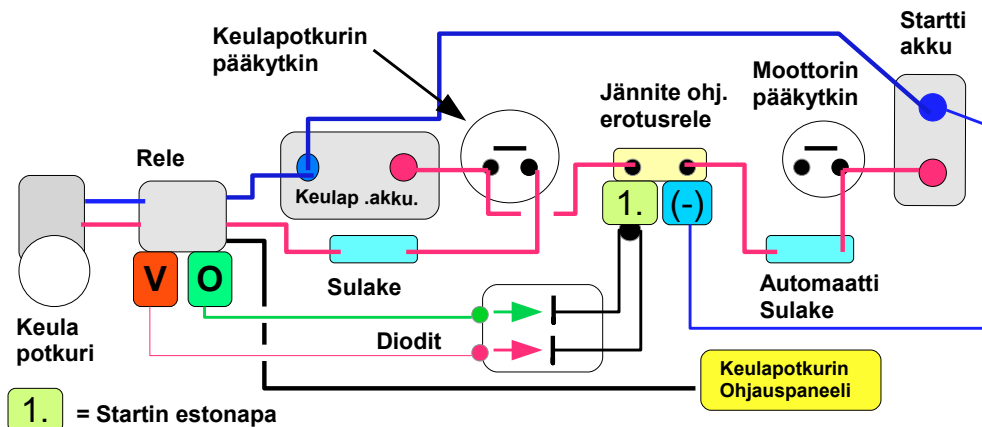 Keulapotkurin
pääkytkin
Startti
akku
Moottorin
pääkytkin
Jännite ohj.
erotusrele
Rele
Keulap .akku.
1.
(-)
V
O
Sulake
Automaatti
Sulake
Keula
potkuri
Diodit
Keulapotkurin
Ohjauspaneeli
1. = Startin estonapa